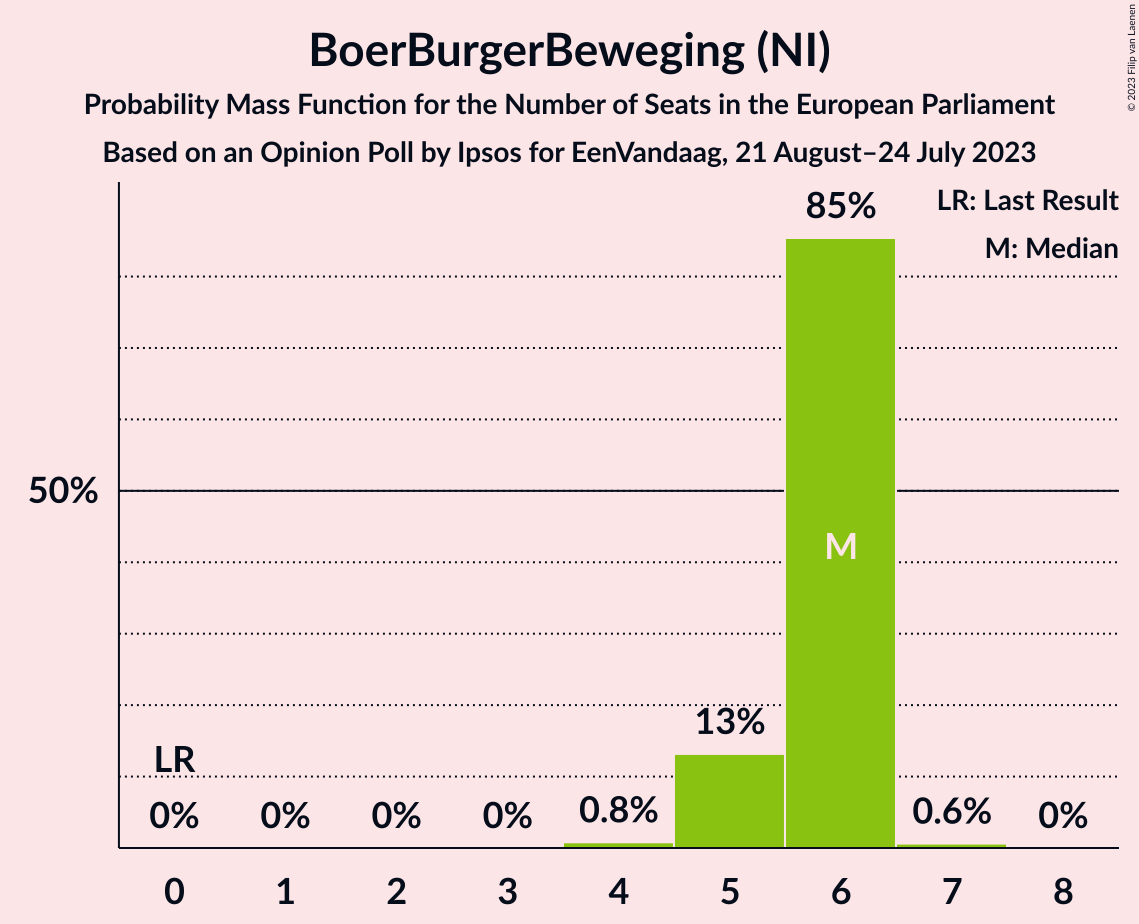 BoerBurgerBeweging (NI)
Probability Mass Function for the Number of Seats in the European Parliament
Based on an Opinion Poll by Ipsos for EenVandaag, 21 August–24 July 2023
© 2023 Filip van Laenen
LR: Last Result
M: Median
85%
50%
M
13%
LR
0% 0% 0% 0% 0.8% 0.6% 0%
0 1 2 3 4 5 6 7 8